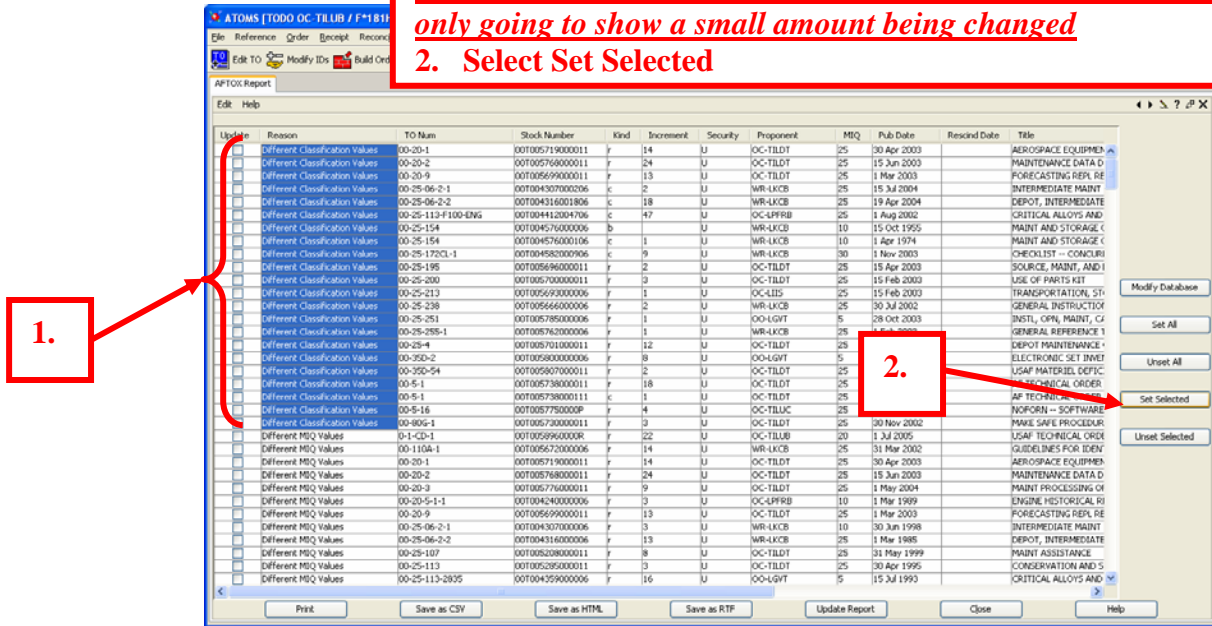 only going to show a small amount being changed
2. Select Set Selected
ATOMS [TODO OC-TILUB / F*181H
File Reference Order Receipt
Edit TO Modify IDs Build Ord
AFTOX Report
Edit Help
Update Reason TO Num Stock Number Kind Increment Security Proponent MIQ Pub Date Rescind Date Title
Different Classification Values 00-20-1 00T005719000011 r 14 U OC-TILDT 25 30 Apr 2003 AEROSPACE EQUIPMEN
Different Classification Values 00-20-2 00T005768000011 r 24 U OC-TILDT 25 15 Jun 2003 MAINTENANCE DATA D
Different Classification Values 00-20-9 00T005699000011 r 13 U OC-TILDT 25 1 Mar 2003 FORECASTING REPL RE
Different Classification Values 00-25-06-2-1 00T004307000206 c 2 U WR-LKCB 25 15 Jul 2004 INTERMEDIATE MAINT
Different Classification Values 00-25-06-2-2 00T004316001806 c 18 U WR-LKCB 25 19 Apr 2004 DEPOT, INTERMEDIATE
Different Classification Values 00-25-113-F100-ENG 00T004412004706 c 47 U OC-LPFRB 25 1 Aug 2002 CRITICAL ALLOYS AND
Different Classification Values 00-25-154 00T004576000006 b U WR-LKCB 10 15 Oct 1955 MAINT AND STORAGE
Different Classification Values 00-25-154 00T004576000106 c 1 U WR-LKCB 10 1 Apr 1974 MAINT AND STORAGE
Different Classification Values 00-25-172CL-1 00T004582000906 c 9 U WR-LKCB 30 1 Nov 2003 CHECKLIST -- CONCUR
Different Classification Values 00-25-195 00T005696000011 r 2 U OC-TILDT 25 15 Apr 2003 SOURCE, MAINT, AND
Different Classification Values 00-25-200 00T005700000011 r 3 U OC-TILDT 25 15 Feb 2003 USE OF PARTS KIT
Different Classification Values 00-25-213 00T005693000006 r 1 U OC-LIIS 25 15 Feb 2003 TRANSPORTATION, ST
Modify Database
Different Classification Values 00-25-238 00T005666000006 r 2 U WR-LKCB 25 30 Jul 2002 GENERAL INSTRUCTIO
Different Classification Values 00-25-251 00T005785000006 r 1 U OO-LGVT 5 28 Oct 2003 INSTL, OPN, MAINT, CA
Set All
1.
Different Classification Values 00-25-255-1 00T005762000006 r 1 U WR-LKCB 25 GENERAL REFERENCE T
Different Classification Values 00-25-4 00T005701000011 r 12 U OC-TILDT 25 DEPOT MAINTENANCE
Different Classification Values 00-35D-2 00T005800000006 r 8 U OO-LGVT 5 ELECTRONIC SET INVEN
2.
Unset All
Different Classification Values 00-35D-54 00T005807000011 r 2 U OC-TILDT 25 USAF MATERIEL DEFIC
Different Classification Values 00-5-1 00T005738000011 r 18 U OC-TILDT 25 TECHNICAL ORDER
Different Classification Values 00-5-1 00T005738000111 c 1 U OC-TILDT 25 AF TECHNICAL ORDER
Set Selected
Different Classification Values 00-5-16 00T0057750000P r 4 U OC-TILUC 25 NOFORN -- SOFTWARE
Different Classification Values 00-80G-1 00T005730000011 r 3 U OC-TILDT 25 30 Nov 2002 MAKE SAFE PROCEDUR
Different MIQ Values 0-1-CD-1 00T0058960000R r 22 U OC-TILUB 20 1 Jul 2005 USAF TECHNICAL ORDE
Unset Selected
Different MIQ Values 00-110A-1 00T005672000006 r 14 U WR-LKCB 25 31 Mar 2002 GUIDELINES FOR IDENT
Different MIQ Values 00-20-1 00T005719000011 r 14 U OC-TILDT 25 30 Apr 2003 AEROSPACE EQUIPMEN
Different MIQ Values 00-20-2 00T005768000011 r 24 U OC-TILDT 25 15 Jun 2003 MAINTENANCE DATA D
Different MIQ Values 00-20-3 00T005776000011 r 9 U OC-TILDT 25 1 May 2004 MAINT PROCESSING OF
Different MIQ Values 00-20-5-1-1 00T004240000006 r 3 U OC-LPFRB 10 1 Mar 1989 ENGINE HISTORICAL RE
Different MIQ Values 00-20-9 00T005699000011 r 13 U OC-TILDT 25 1 Mar 2003 FORECASTING REPL RE
Different MIQ Values 00-25-06-2-1 00T004307000006 r 3 U WR-LKCB 10 30 Jun 1998 INTERMEDIATE MAINT
Different MIQ Values 00-25-06-2-2 00T004316000006 r 13 U WR-LKCB 25 1 Mar 1985 DEPOT, INTERMEDIATE
Different MIQ Values 00-25-107 00T005208000011 r 8 U OC-TILDT 25 31 May 1999 MAINT ASSISTANCE
Different MIQ Values 00-25-113 00T005285000011 r 3 U OC-TILDT 25 30 Apr 1995 CONSERVATION AND S
Different MIQ Values 00-25-113-2835 00T004359000006 r 16 U OO-LGVT 5 15 Jul 1993 CRITICAL ALLOYS AND
Print Save as CSV Save as HTML Save as RTF Update Report Close Help